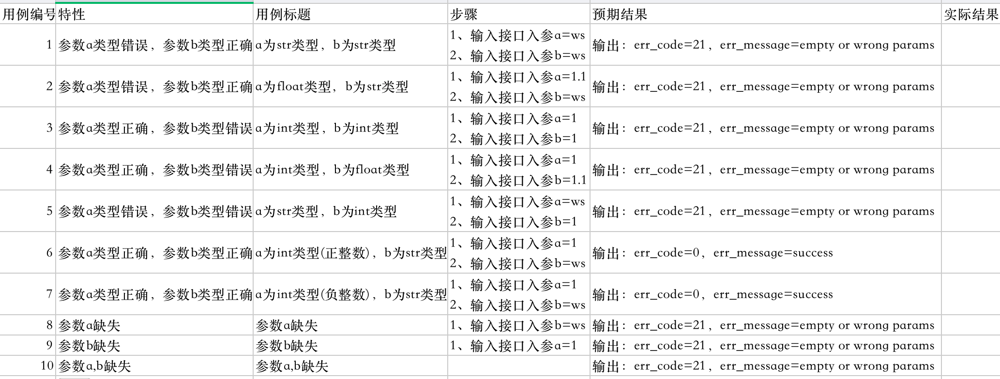 用例编号 特性 用例标题 步骤 预期结果 实际结果
1 参数a类型错误，参数b类型正确 a为str类型，b为str类型 1、输入接口入参a=ws
2、输入接口入参b=ws 输出：err_code=21，err_message=empty or wrong params
2 参数a类型错误，参数b类型正确 a为float类型，b为str类型 1、输入接口入参a=1.1
2、输入接口入参b=ws 输出：err_code=21，err_message=empty or wrong params
3 参数a类型正确，参数b类型错误 a为int类型，b为int类型 1、输入接口入参a=1
2、输入接口入参b=1 输出：err_code=21，err_message=empty or wrong params
4 参数a类型正确，参数b类型错误 a为int类型，b为float类型 1、输入接口入参a=1
2、输入接口入参b=1.1 输出：err_code=21，err_message=empty or wrong params
5 参数a类型错误，参数b类型错误 a为str类型，b为int类型 1、输入接口入参a=ws
2、输入接口入参b=1 输出：err_code=21，err_message=empty or wrong params
6 参数a类型正确，参数b类型正确 a为int类型(正整数)，b为str类型 1、输入接口入参a=1
2、输入接口入参b=ws 输出：err_code=0，err_message=success
7 参数a类型正确，参数b类型正确 a为int类型(负整数)，b为str类型 1、输入接口入参a=1
2、输入接口入参b=ws 输出：err_code=0，err_message=success
8 参数a缺失 参数a缺失 1、输入接口入参b=ws 输出：err_code=21，err_message=empty or wrong params
9 参数b缺失 参数b缺失 1、输入接口入参a=1 输出：err_code=21，err_message=empty or wrong params
10 参数a,b缺失 参数a,b缺失 输出：err_code=21，err_message=empty or wrong params